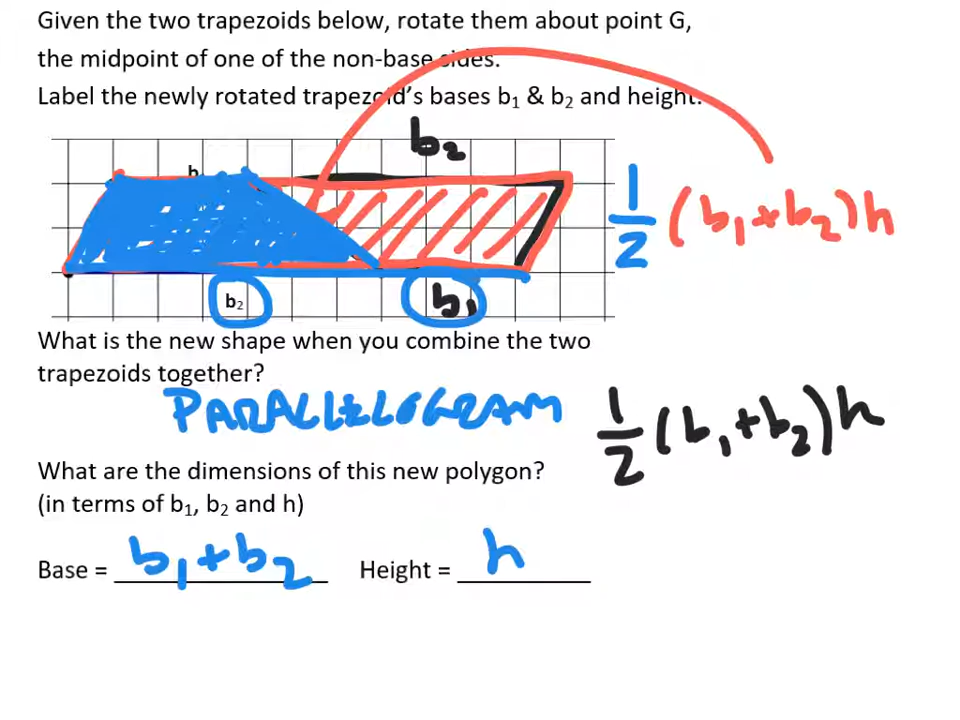 Given the two trapezoids below, rotate them about point G,
the midpoint of one of the non-base sides.
Label the newly rotated trapezoid's bases b₁ & b₂ and height.
b₂
b
½ (b₁+b₂)h
b₂
b₁
What is the new shape when you combine the two
trapezoids together?
PARALLELOGRAM
½ (b₁+b₂)h
What are the dimensions of this new polygon?
(in terms of b₁, b₂ and h)
Base = b₁+b₂ Height = h